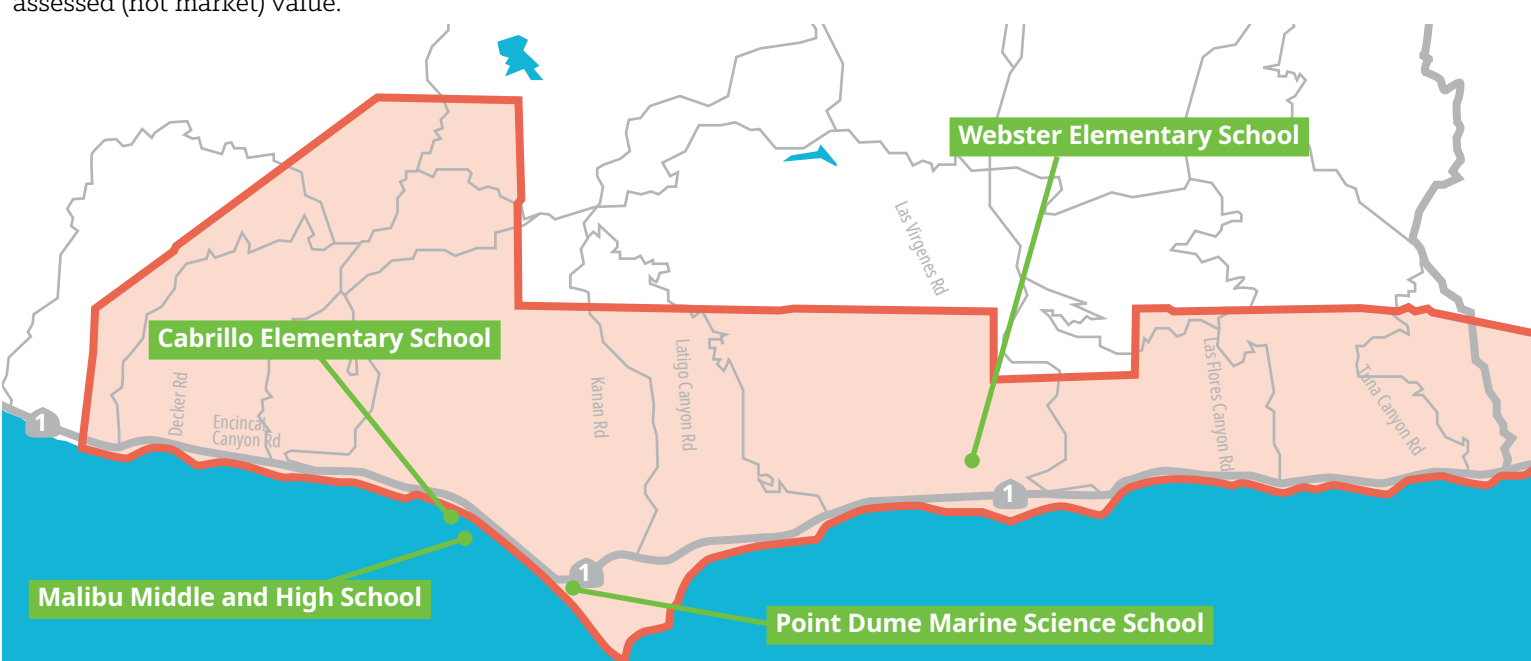 assessed (not market) value.
Webster Elementary School
Las Virgenes Rd
Cabrillo Elementary School
Decker Rd
Encincal
Canyon Rd
Kanan Rd
Latigo Canyon Rd
Las Flores Canyon Rd
Tuna Canyon Rd
1
1
1
Malibu Middle and High School
Point Dume Marine Science School